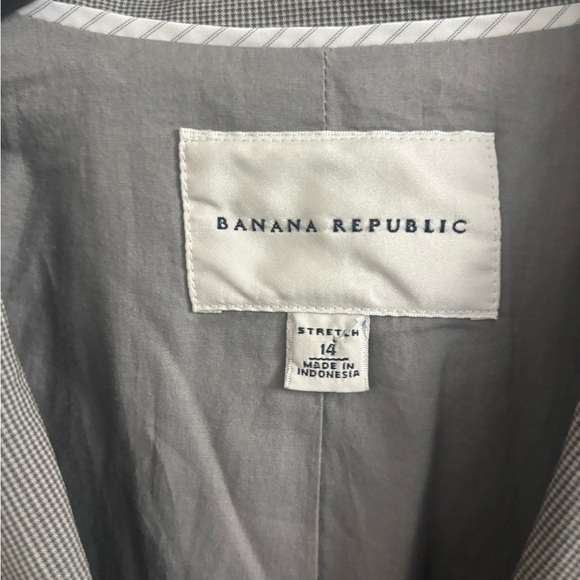 BANANA REPUBLIC
STRETCH
14
MADE IN
INDONESIA